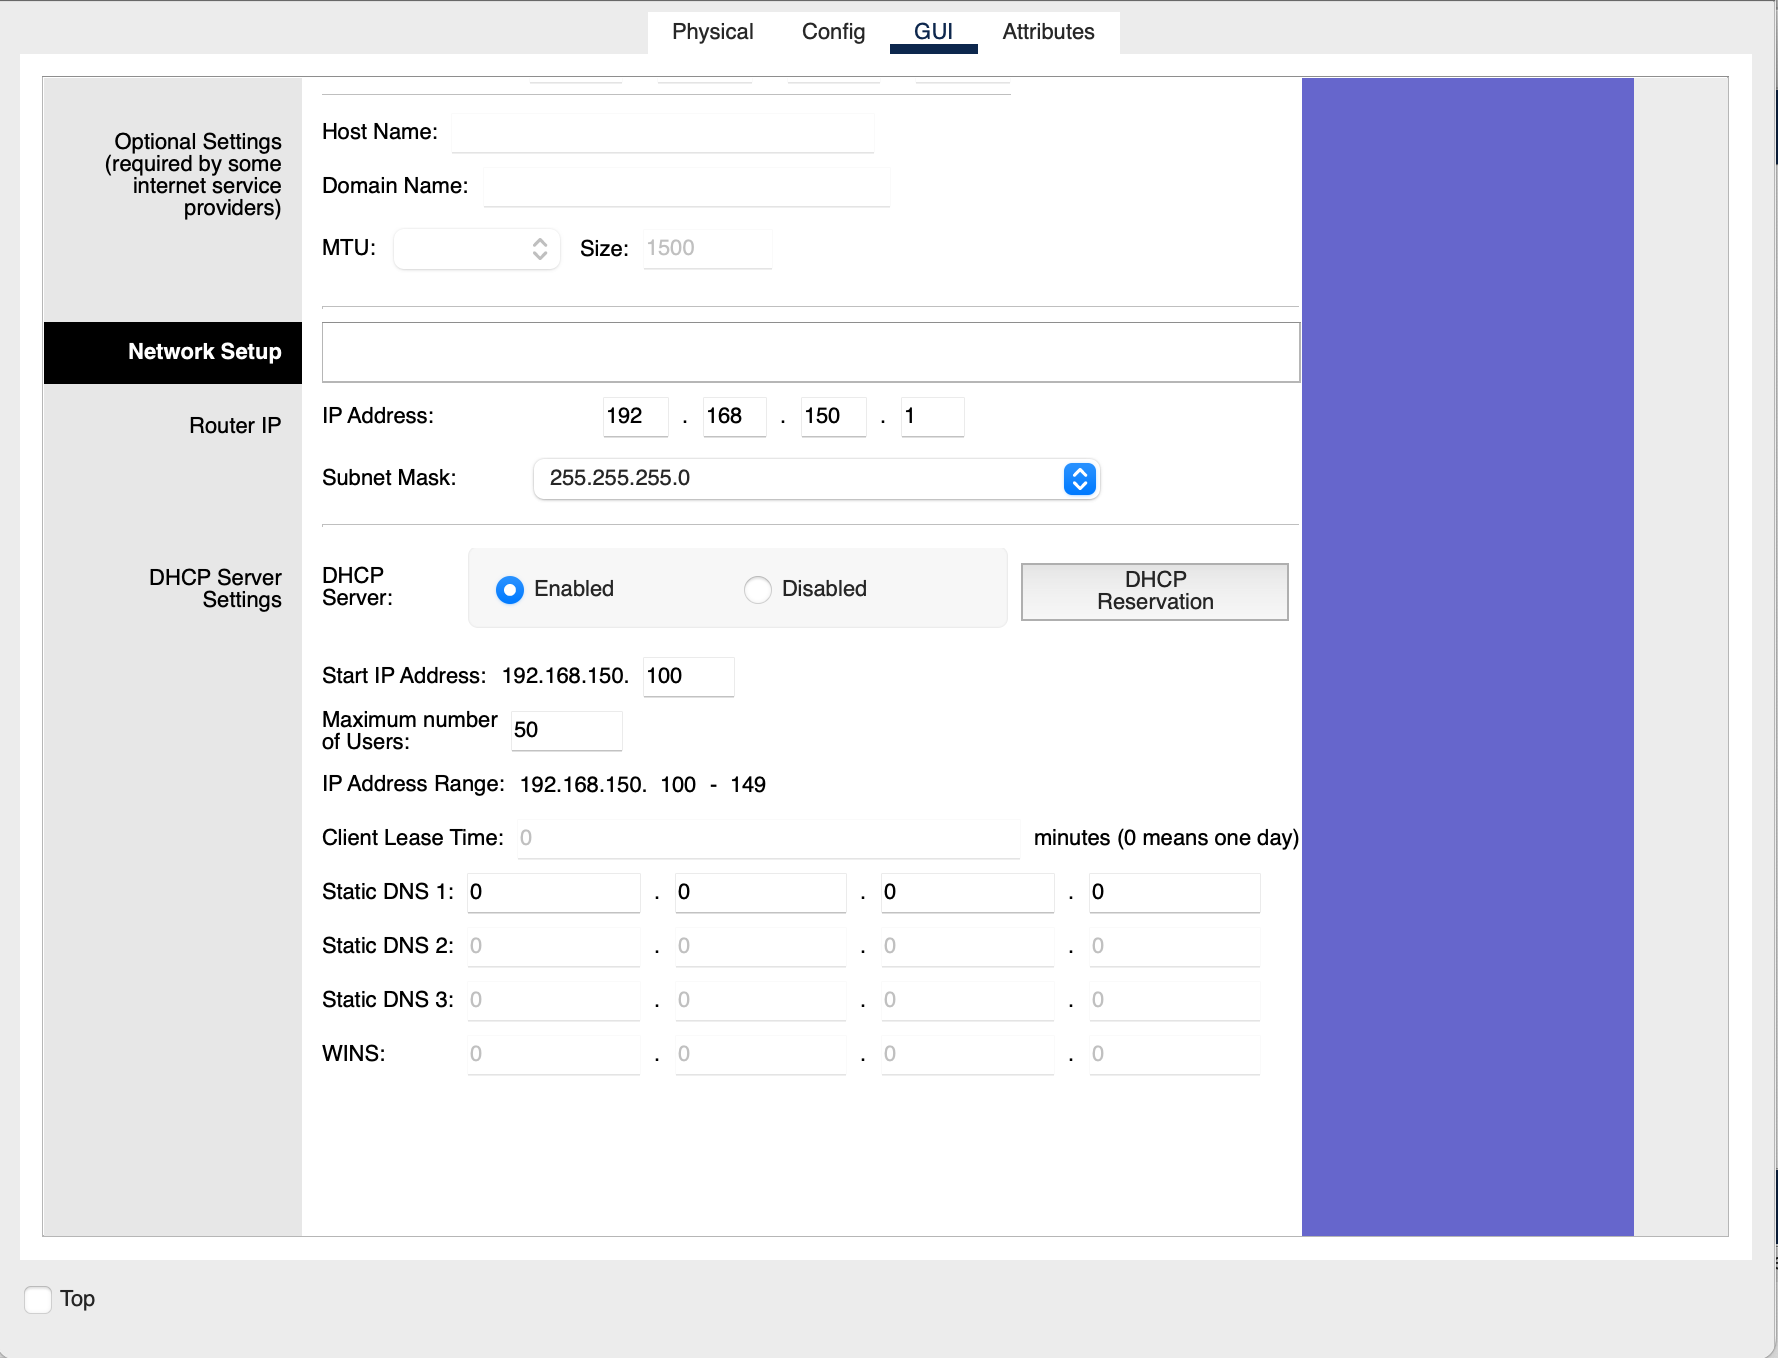 Physical Config GUI Attributes
Optional Settings
(required by some
internet service
providers)
Host Name:
Domain Name:
MTU: Size: 1500
Network Setup
Router IP
IP Address: 192 . 168 . 150 . 1
Subnet Mask: 255.255.255.0
DHCP Server
Settings
DHCP
Server:
Enabled Disabled
DHCP
Reservation
Start IP Address: 192.168.150. 100
Maximum number
of Users: 50
IP Address Range: 192.168.150. 100 - 149
Client Lease Time: 0 minutes (0 means one day)
Static DNS 1: 0 . 0 . 0 . 0
Static DNS 2: 0 . 0 . 0 . 0
Static DNS 3: 0 . 0 . 0 . 0
WINS: 0 . 0 . 0 . 0
Top